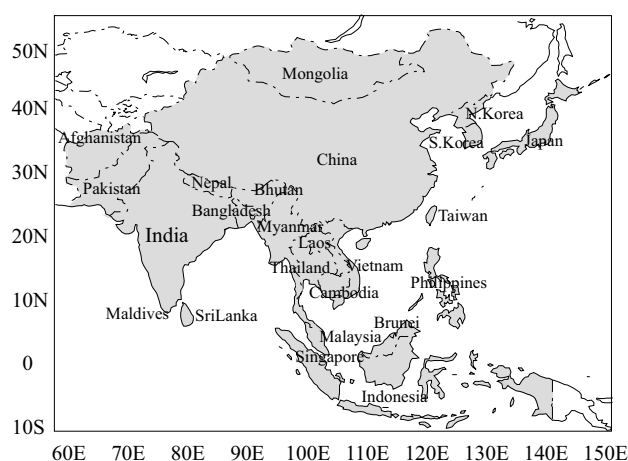 50N
Mongolia
40N
N.Korea
Afghanistan
S.Korea
Japan
China
30N
Pakistan
Nepal
Bhutan
Bangladesh
Taiwan
20N
India
Myanmar
Laos
Thailand
Vietnam
Philippines
10N
Cambodia
Maldives
SriLanka
Brunei
Malaysia
0
Singapore
Indonesia
10S
60E 70E 80E 90E 100E 110E 120E 130E 140E 150E